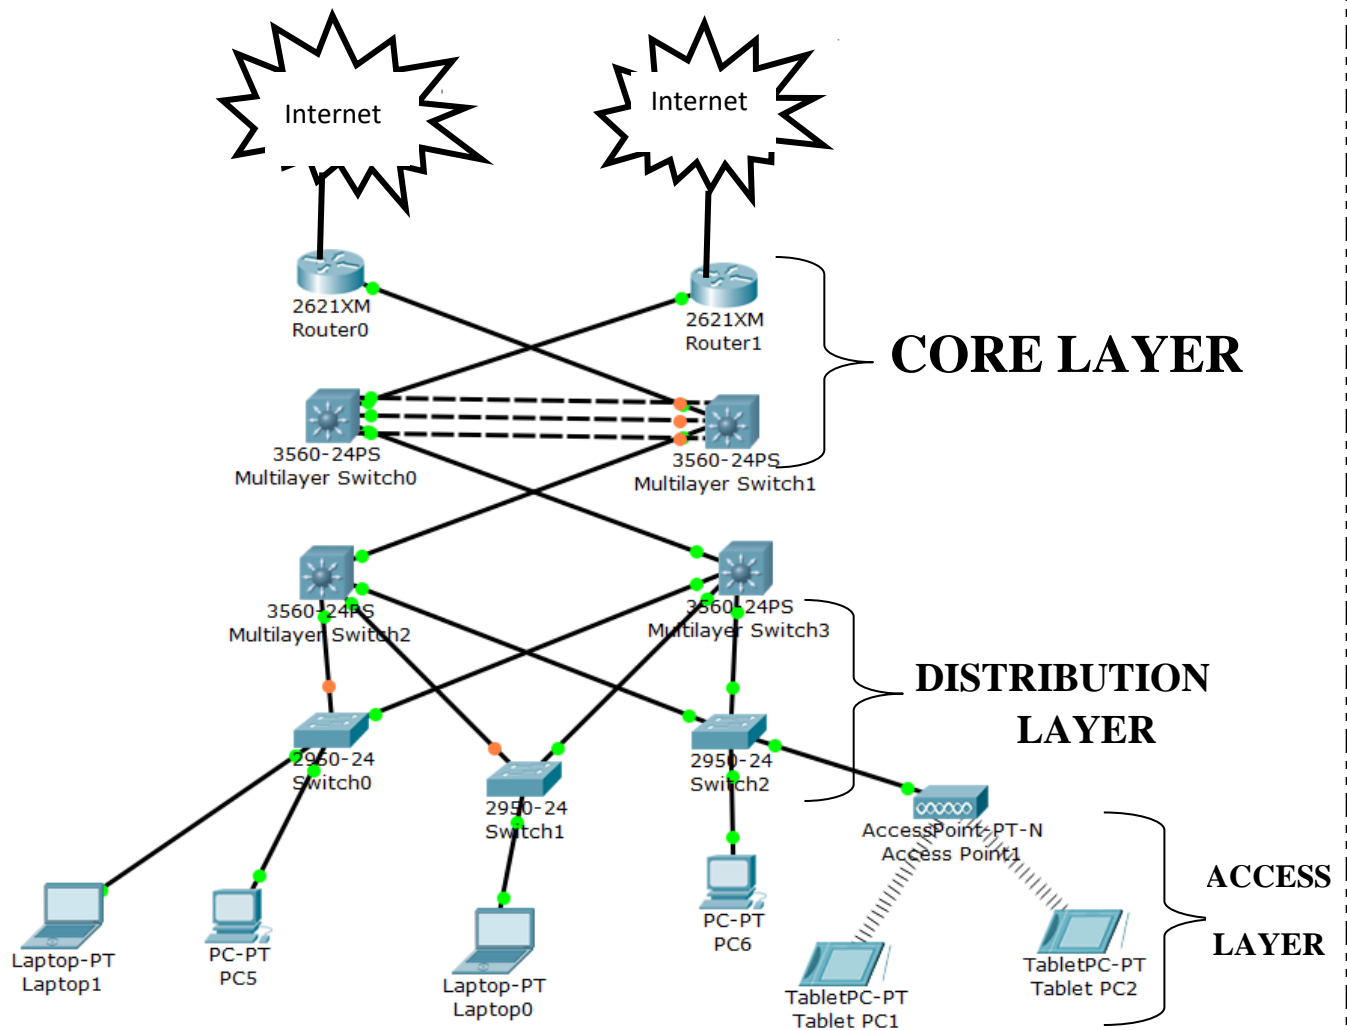 Internet
Internet
2621XM
Router0
2621XM
Router1
CORE LAYER
3560-24PS
Multilayer Switch0
3560-24PS
Multilayer Switch1
3560-24PS
Multilayer Switch2
3560-24PS
Multilayer Switch3
DISTRIBUTION
LAYER
2950-24
Switch0
2950-24
Switch1
2950-24
Switch2
AccessPoint-PT-N
Access Point1
ACCESS
LAYER
Laptop-PT
Laptop1
PC-PT
PC5
Laptop-PT
Laptop0
PC-PT
PC6
TabletPC-PT
Tablet PC1
TabletPC-PT
Tablet PC2